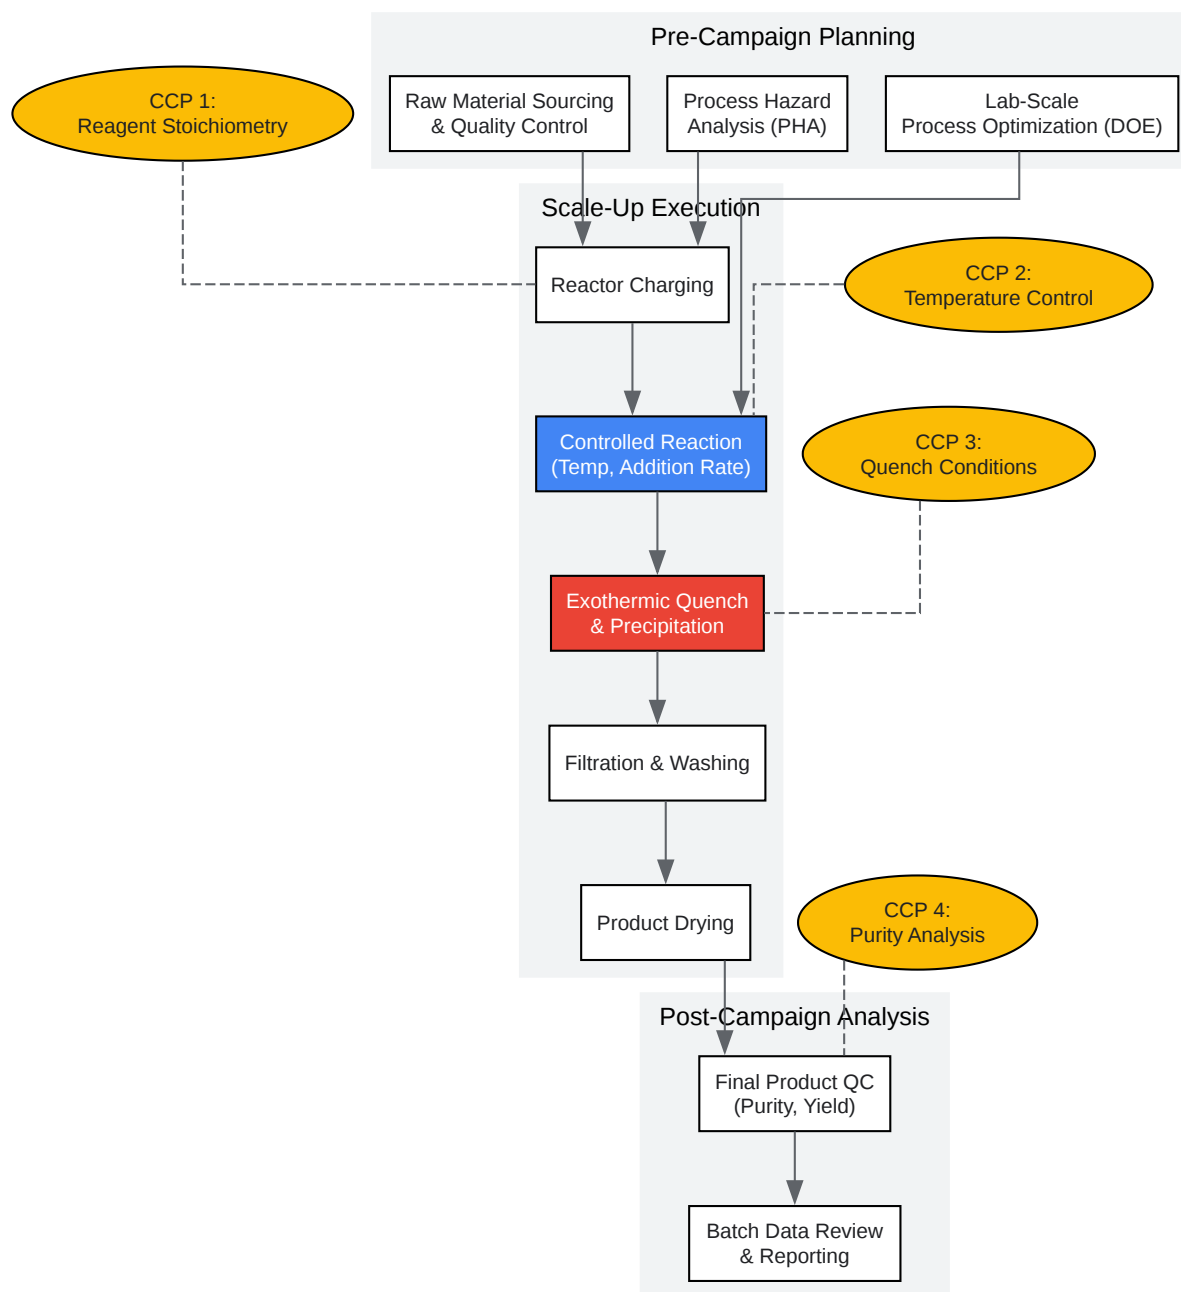 Pre-Campaign Planning
CCP 1:
Reagent Stoichiometry
Raw Material Sourcing
& Quality Control
Process Hazard
Analysis (PHA)
Lab-Scale
Process Optimization (DOE)
Scale-Up Execution
Reactor Charging
CCP 2:
Temperature Control
Controlled Reaction
(Temp, Addition Rate)
CCP 3:
Quench Conditions
Exothermic Quench
& Precipitation
Filtration & Washing
Product Drying
CCP 4:
Purity Analysis
Post-Campaign Analysis
Final Product QC
(Purity, Yield)
Batch Data Review
& Reporting